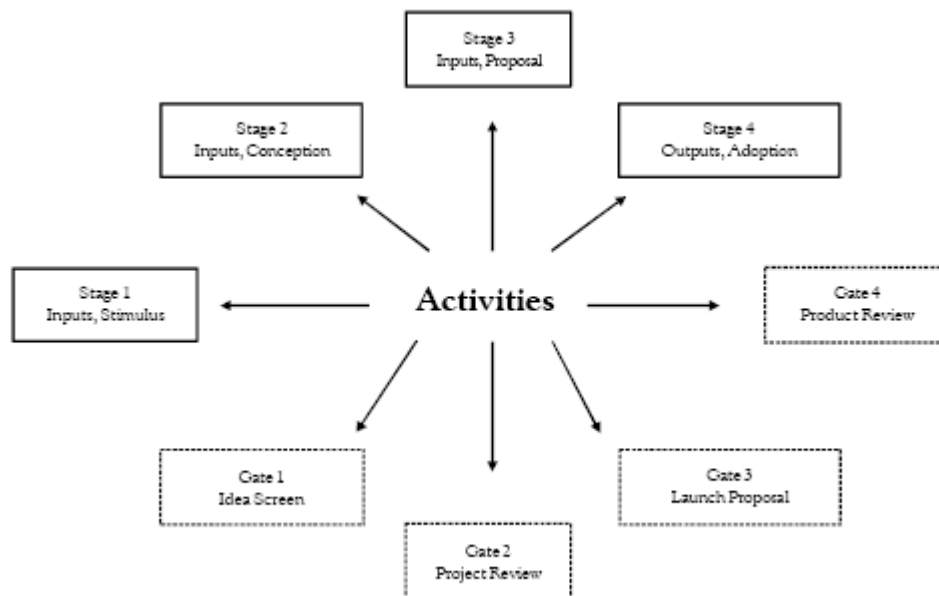 Stage 3
Inputs, Proposal
Stage 2
Inputs, Conception
Stage 4
Outputs, Adoption
Stage 1
Inputs, Stimulus
Activities
Gate 4
Product Review
Gate 1
Idea Screen
Gate 3
Launch Proposal
Gate 2
Project Review